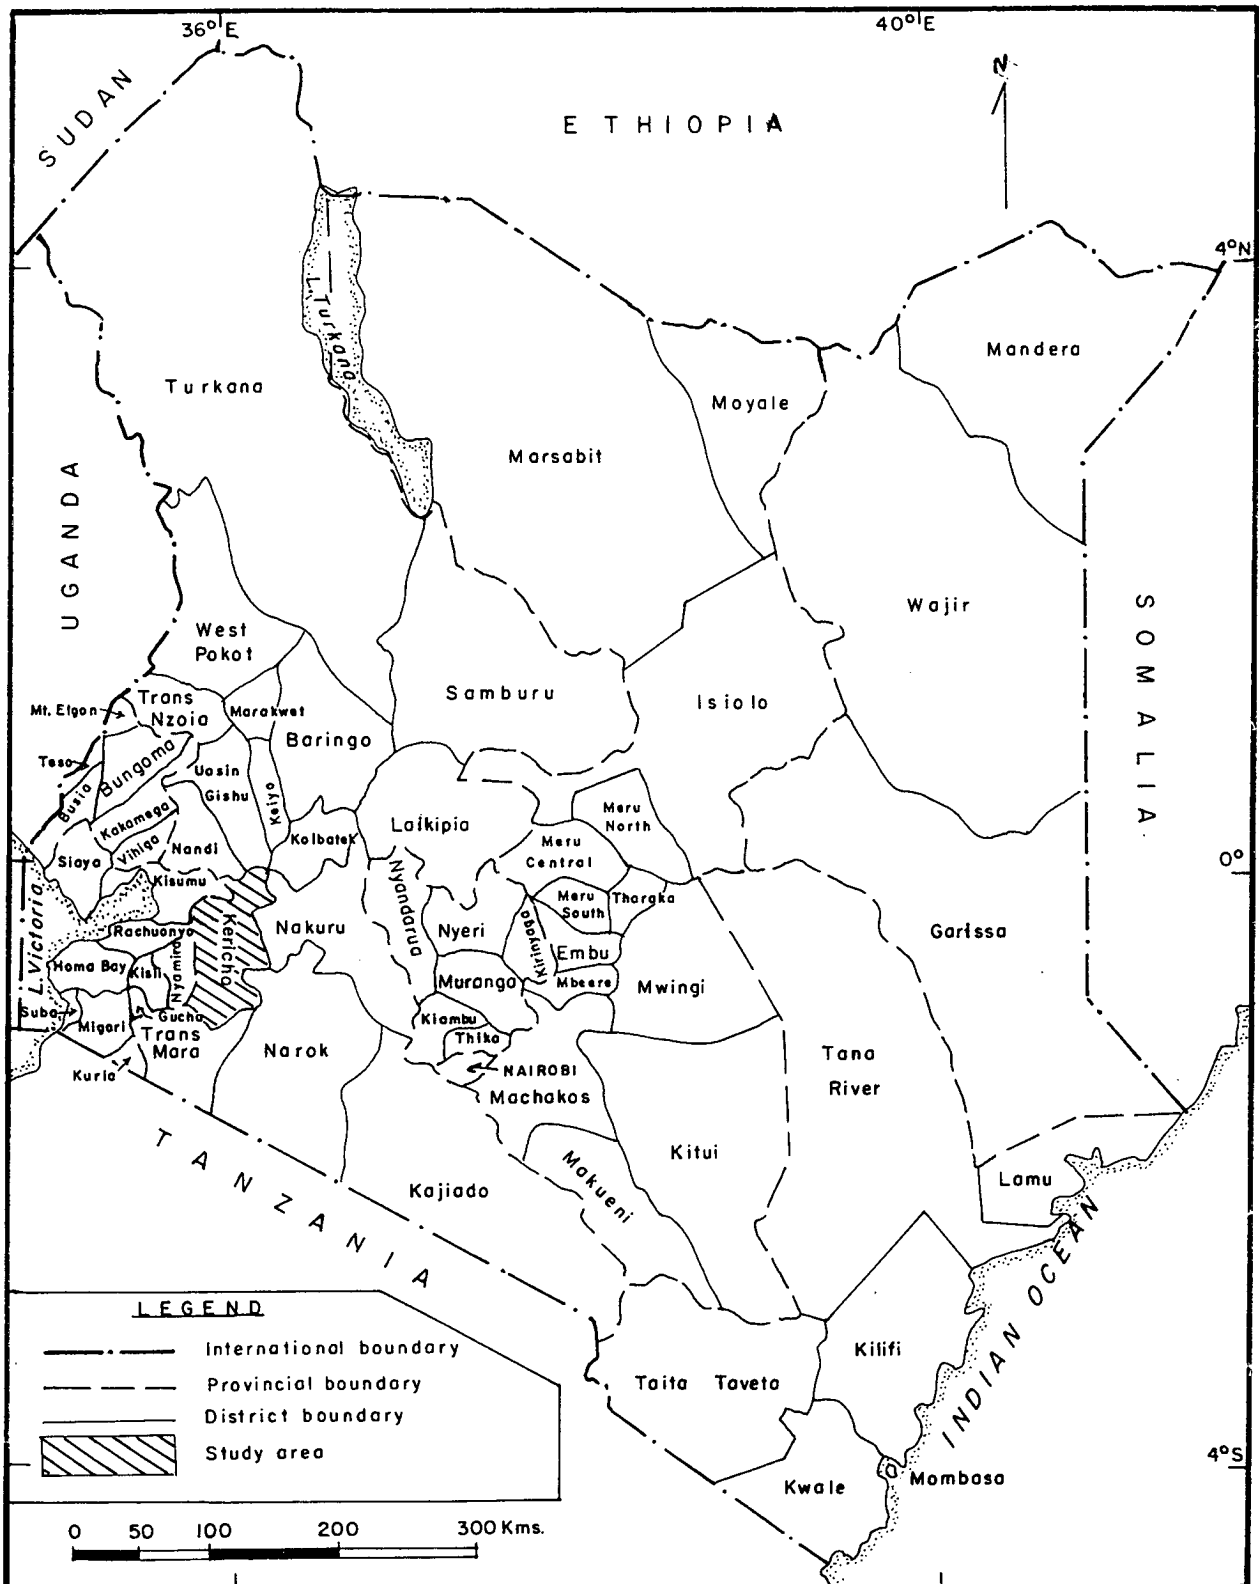 36°E
40°E
SUDAN
ETHIOPIA
N
4°N
L. Turkana
Mandera
Turkana
Moyale
Marsabit
UGANDA
SOMALIA
Wajir
West
Pokot
Samburu
Isiolo
Trans
Nzoia
Mt. Elgon
Marakwet
Baringo
Teso
Bungoma
Uasin
Gishu
Keiyo
Busia
Kakamega
Koibatek
Laikipia
Meru
North
Meru
Central
Siaya
Vihiga
Nandi
0°
Kisumu
Nyandarua
Meru
South
Tharaka
L. Victoria
Kericho
Nakuru
Nyeri
Kirinyaga
Garissa
Rachuonyo
Embu
Homa Bay
Kisii
Nyamira
Muranga
Mbeere
Mwingi
Suba
Migori
Gucha
Trans
Mara
Kiambu
Thika
Narok
Tana
River
Kuria
NAIROBI
Machakos
TANZANIA
Kitui
Makueni
Kajiado
Lamu
INDIAN OCEAN
LEGEND
International boundary
Provincial boundary
District boundary
Study area
Kilifi
Taita Taveta
4°S
Kwale
Mombasa
0 50 100 200 300 Kms.